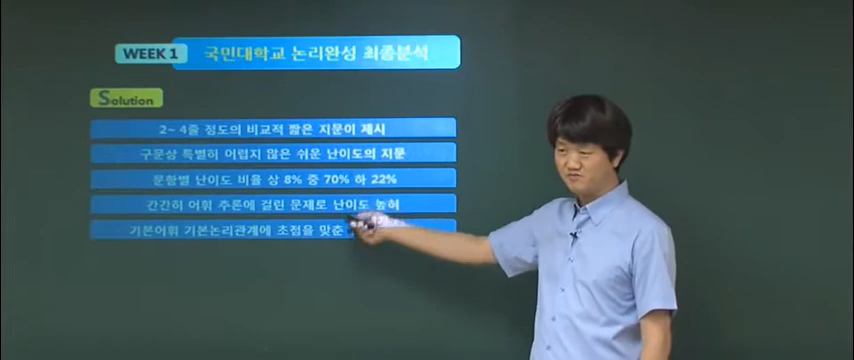 WEEK 1
국민대학교 논리완성 최종분석
Solution
2~ 4줄 정도의 비교적 짧은 지문이 제시
구문상 특별히 어렵지 않은 쉬운 난이도의 지문
문항별 난이도 비율 상 8% 중 70% 하 22%
간간히 어휘 추론에 걸린 문제로 난이도 높혀
기본어휘 기본논리관계에 초점을 맞춘